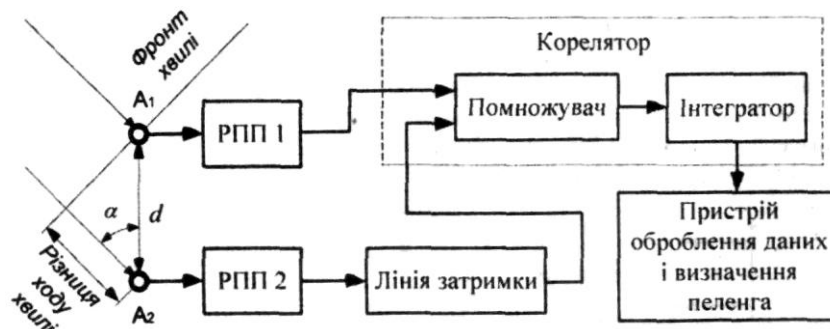 Фронт
хвилі
Корелятор
A1
РПП 1
Помножувач
Інтегратор
α
d
Різниця
ходу
хвилі
A2
РПП 2
Лінія затримки
Пристрій
оброблення даних
і визначення
пеленга